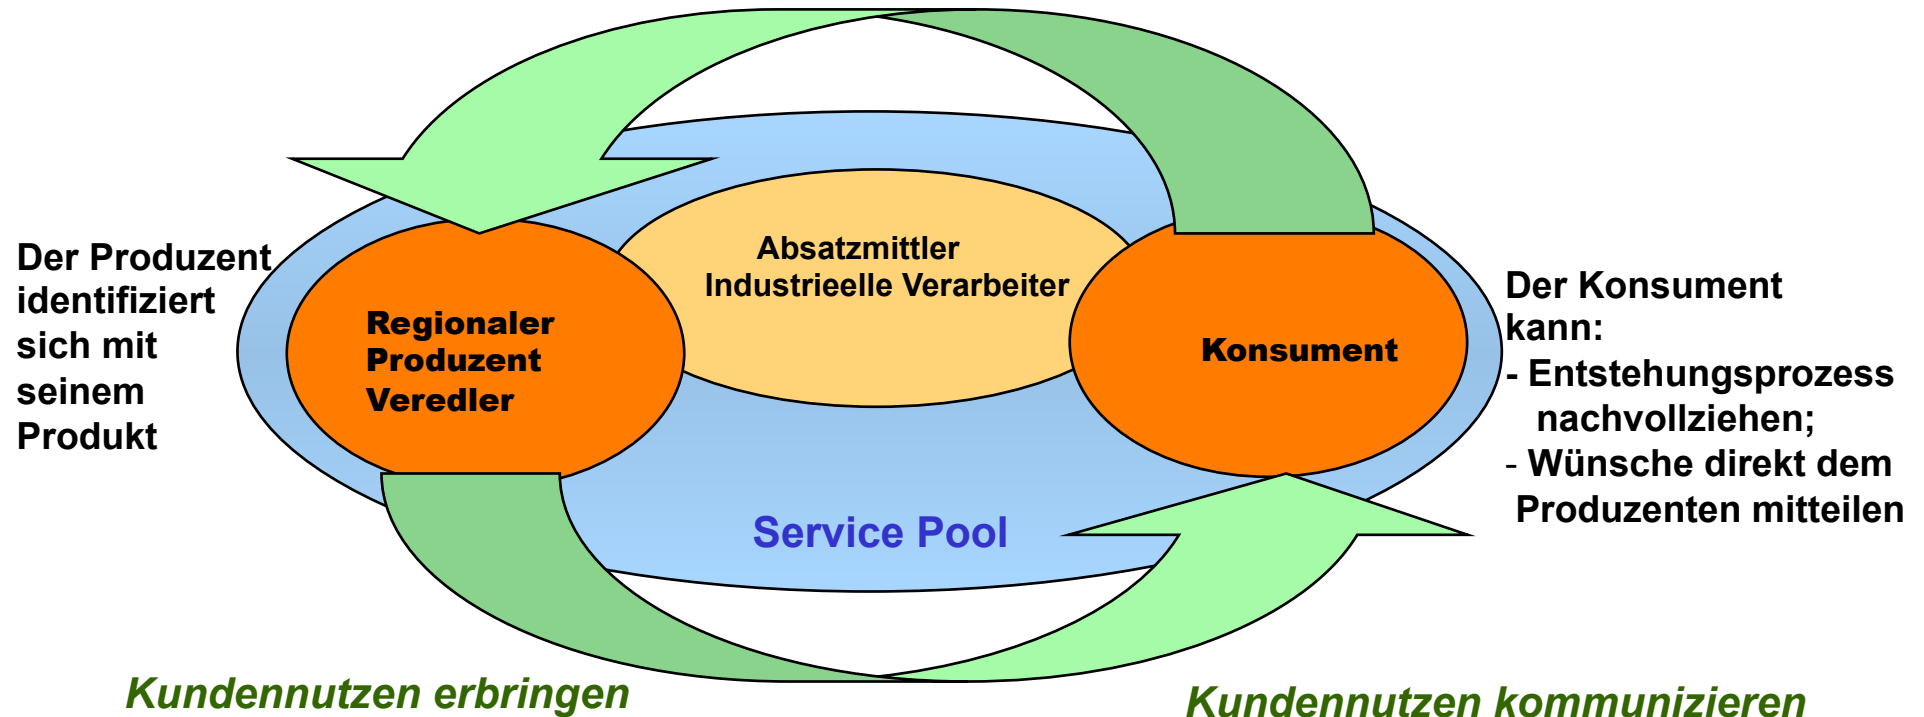 Der Produzent
identifiziert
sich mit
seinem
Produkt
Regionaler
Produzent
Veredler
Absatzmittler
Industrieelle Verarbeiter
Konsument
Service Pool
Der Konsument
kann:
- Entstehungsprozess
nachvollziehen;
- Wünsche direkt dem
Produzenten mitteilen
Kundennutzen erbringen
Kundennutzen kommunizieren